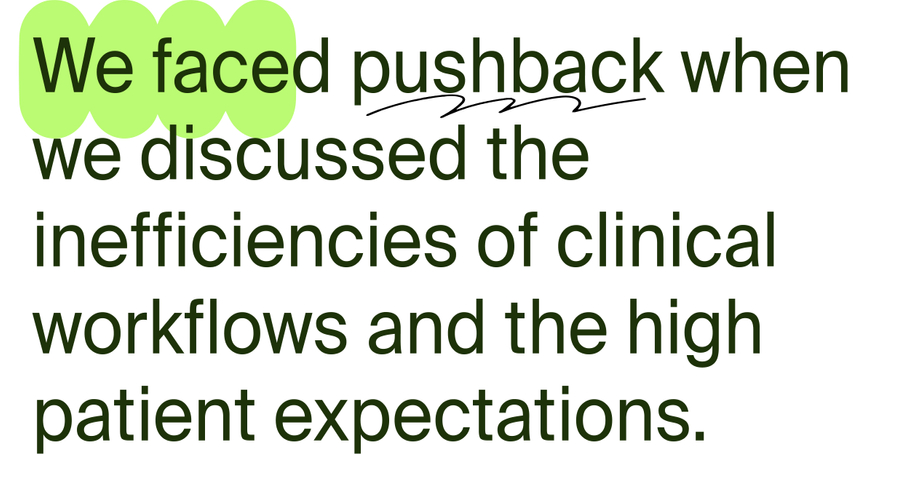 We faced pushback when
we discussed the
inefficiencies of clinical
workflows and the high
patient expectations.